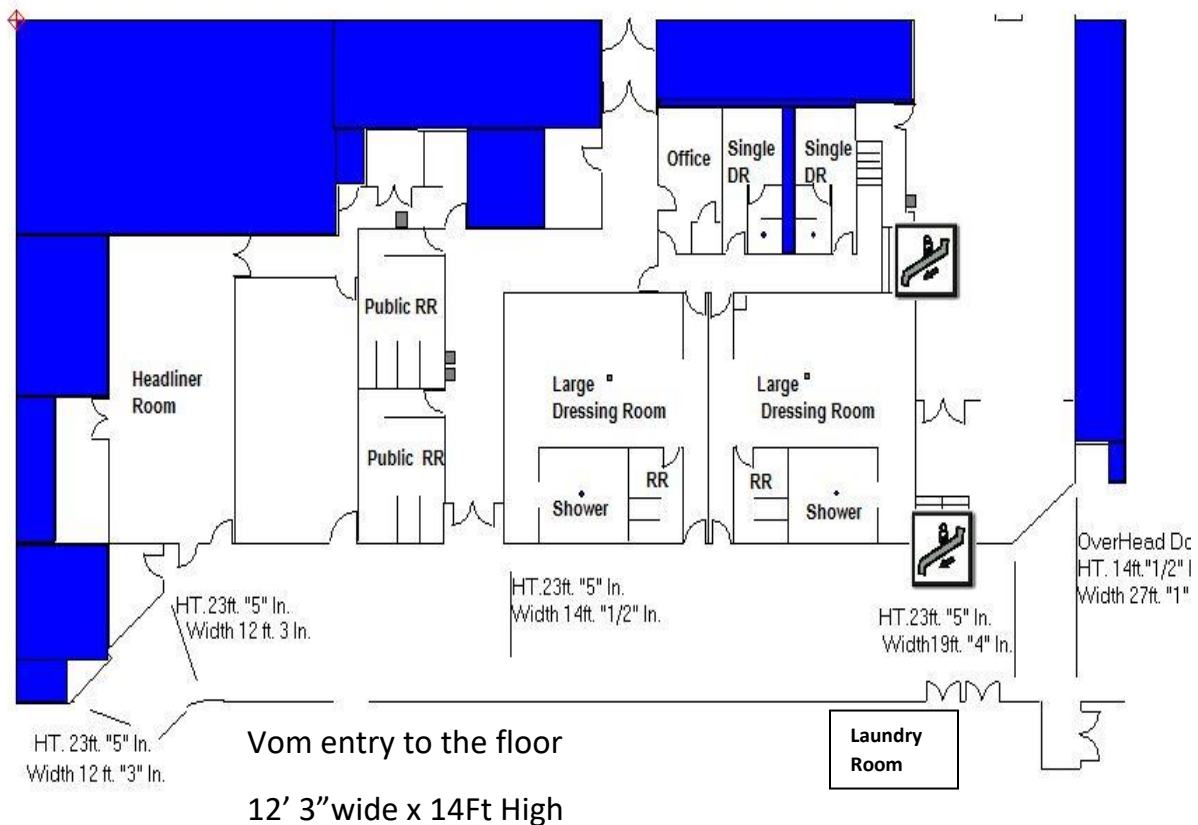 Office
Single
DR
Single
DR
Public RR
Headliner
Room
Large
Dressing Room
Large
Dressing Room
Public RR
RR
RR
Shower
Shower
OverHead Do
HT. 14ft."1/2" I
Width 27ft. "1"
HT.23ft. "5" In.
Width 12 ft. 3 In.
HT.23ft. "5" In.
Width 14ft. "1/2" In.
HT.23ft. "5" In.
Width19ft. "4" In.
HT. 23ft. "5" In.
Width 12 ft. "3" In.
Vom entry to the floor
12’ 3”wide x 14Ft High
Laundry
Room